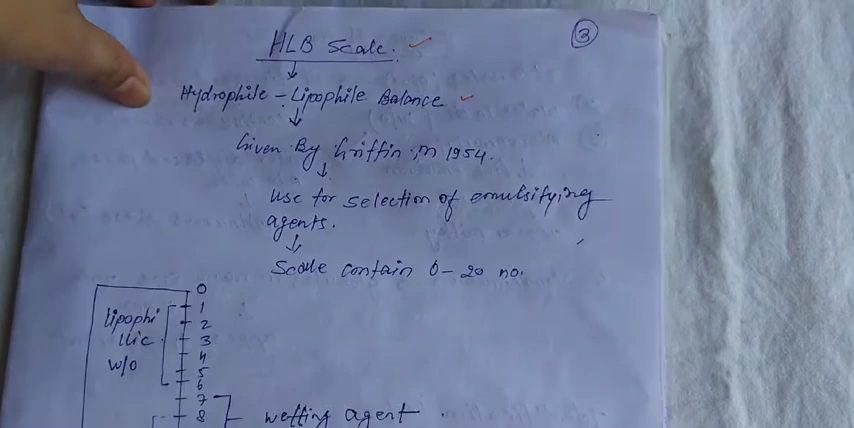 3
HLB Scale.
Hydrophile - Lipophile Balance
Given By Griffin in 1954.
Use for Selection of emulsifying
agents.
Scale contain 0-20 no.
0
1
lipophi
2
llic
3
4
w/o
5
6
7
8
wetting agent